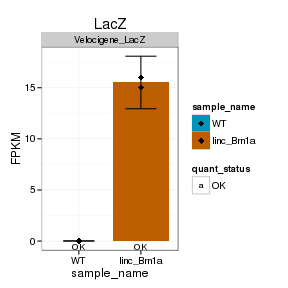 LacZ
Velocigene_LacZ
FPKM
15
10
5
0
OK
OK
WT
linc_Brn1a
sample_name
sample_name
WT
linc_Brn1a
quant_status
a
OK